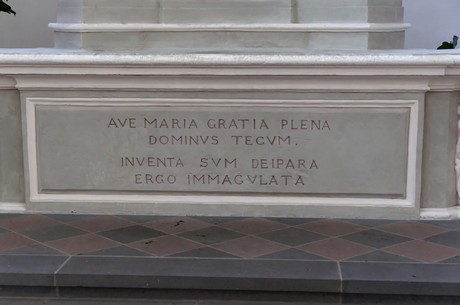 AVE MARIA GRATIA PLENA
DOMINVS TECVM.
INVENTA SVM DEIPARA
ERGO IMMACVLATA